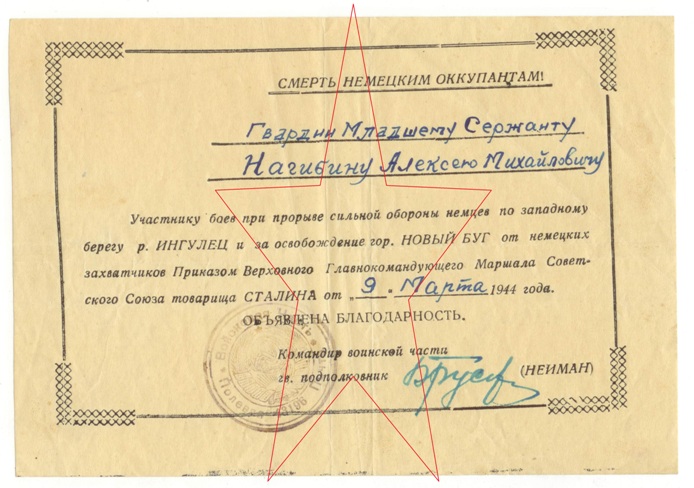 СМЕРТЬ НЕМЕЦКИМ ОККУПАНТАМ!
Гвардии Младшему Сержанту
Нагибину Алексею Михайловичу
Участнику боев при прорыве сильной обороны немцев по западному
берегу р. ИНГУЛЕЦ и за освобождение гор. НОВЫЙ БУГ от немецких
захватчиков Приказом Верховного Главнокомандующего Маршала Совет-
ского Союза товарища СТАЛИНА от „9 " Марта 1944 года.
ОБЪЯВЛЕНА БЛАГОДАРНОСТЬ.
Командир воинской части
гв. подполковник (НЕИМАН)